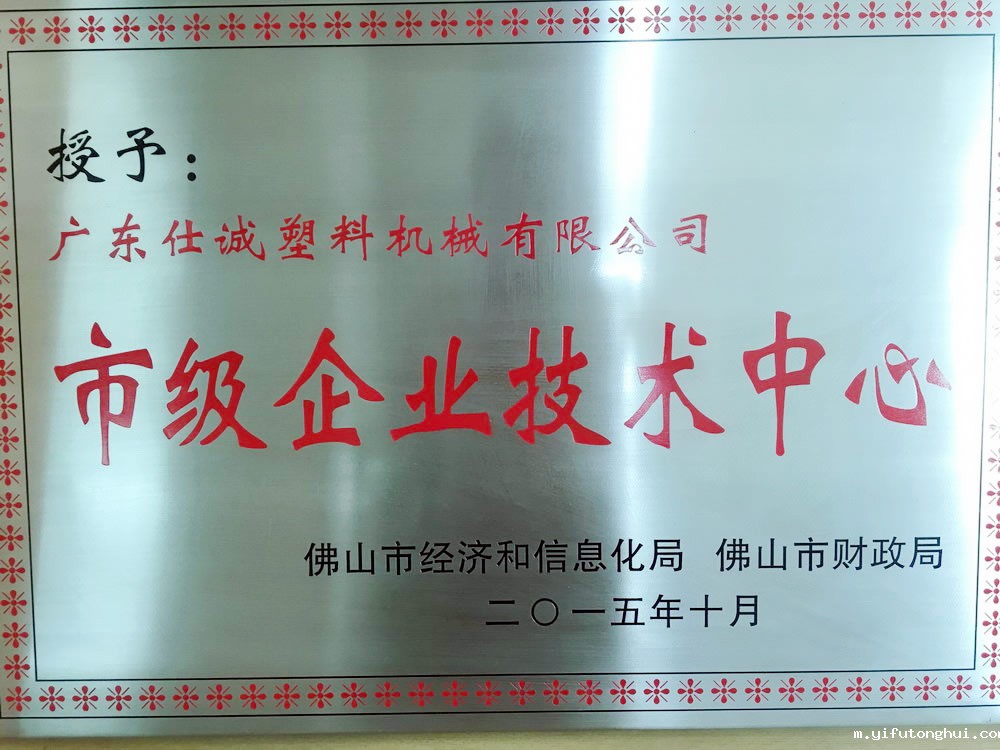 授予：
广东仕诚塑料机械有限公司
市级企业技术中心
佛山市经济和信息化局 佛山市财政局
二〇一五年十月
m.yifutonghui.com